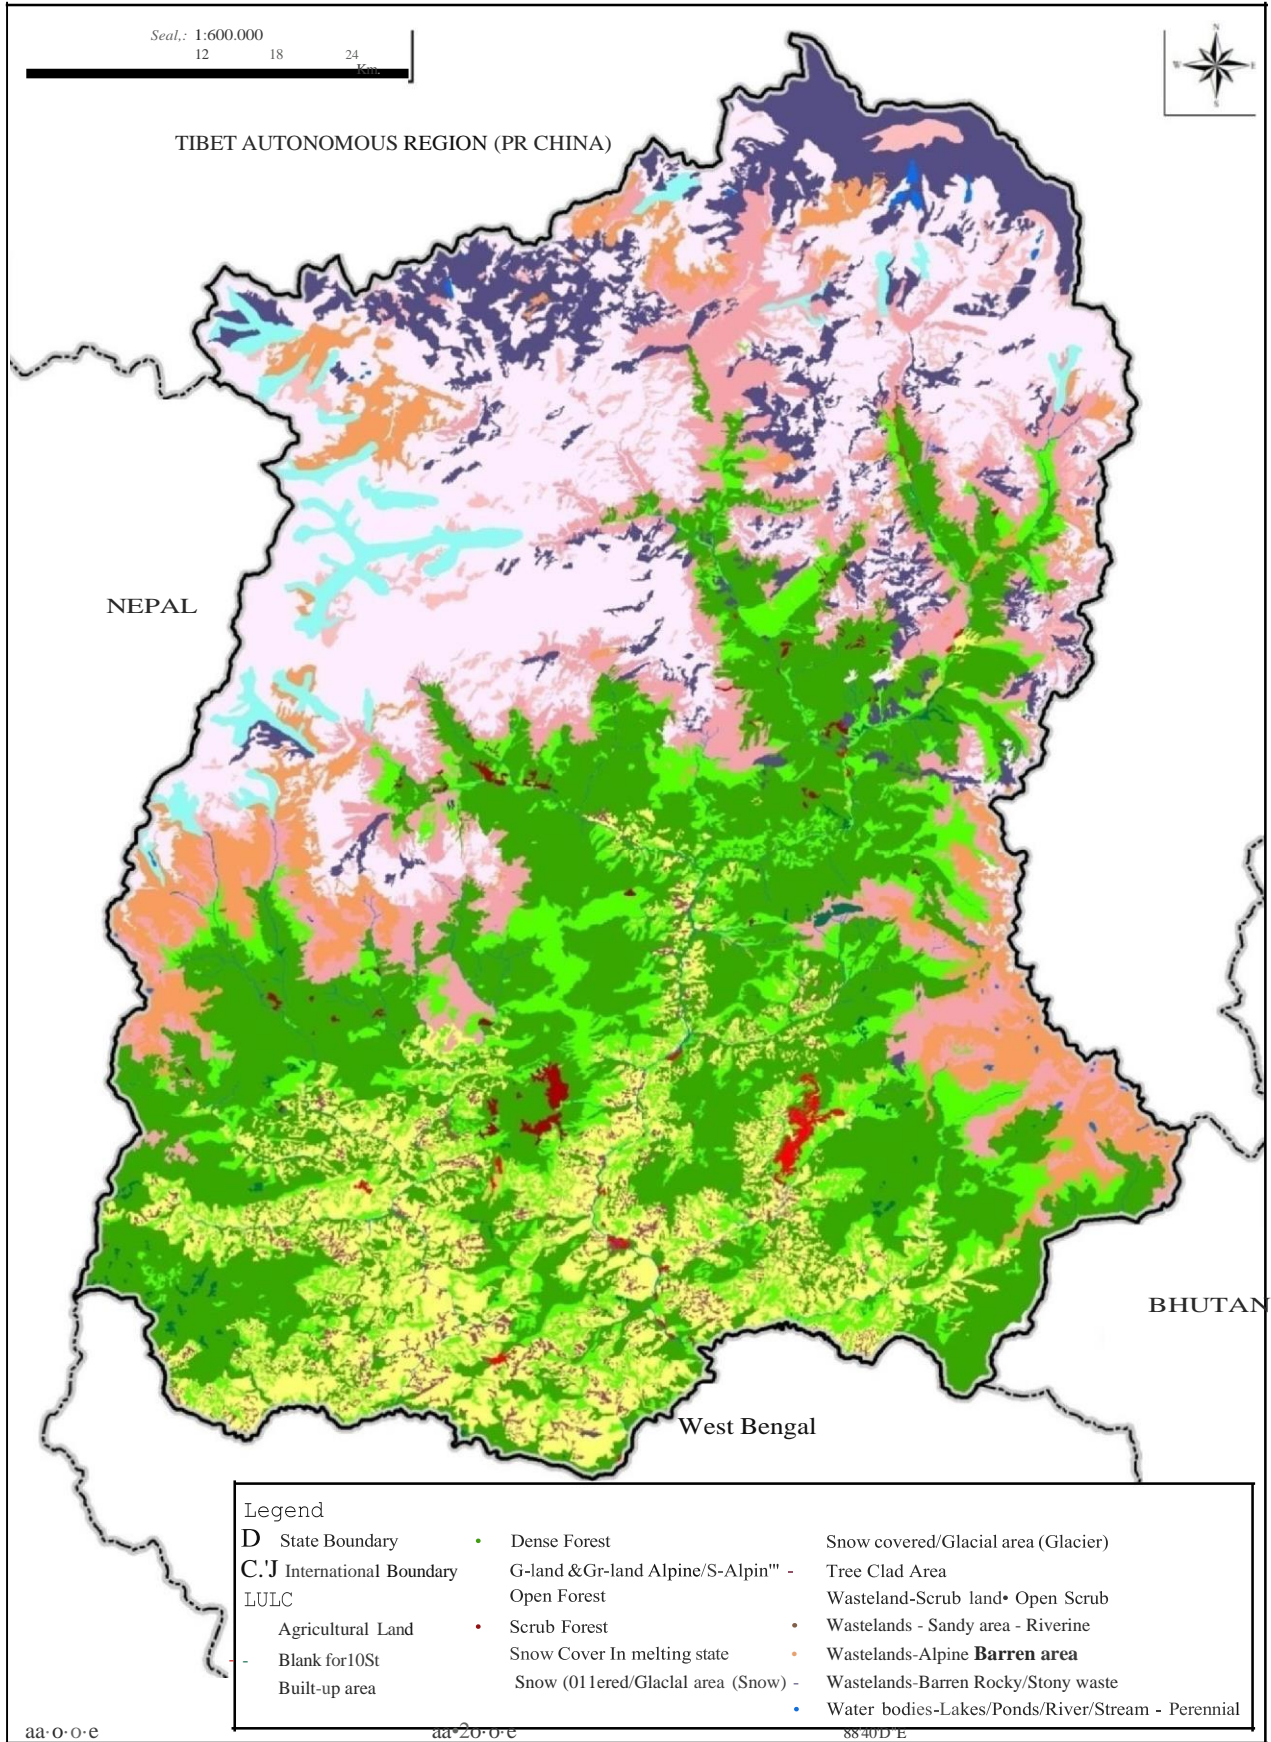 Seal,: 1:600.000
12 18 24
Km.
N
W E
S
TIBET AUTONOMOUS REGION (PR CHINA)
NEPAL
BHUTAN
West Bengal
Legend
D State Boundary
C.'J International Boundary
LULC
Agricultural Land
Blank for10St
Built-up area
• Dense Forest
G-land &Gr-land Alpine/S-Alpin"' -
Open Forest
• Scrub Forest
Snow Cover In melting state
Snow (011ered/Glaclal area (Snow) -
Snow covered/Glacial area (Glacier)
Tree Clad Area
Wasteland-Scrub land• Open Scrub
• Wastelands - Sandy area - Riverine
• Wastelands-Alpine Barren area
Wastelands-Barren Rocky/Stony waste
• Water bodies-Lakes/Ponds/River/Stream - Perennial
aa·o·o·e aa•2o·o·e 88'40'D"E